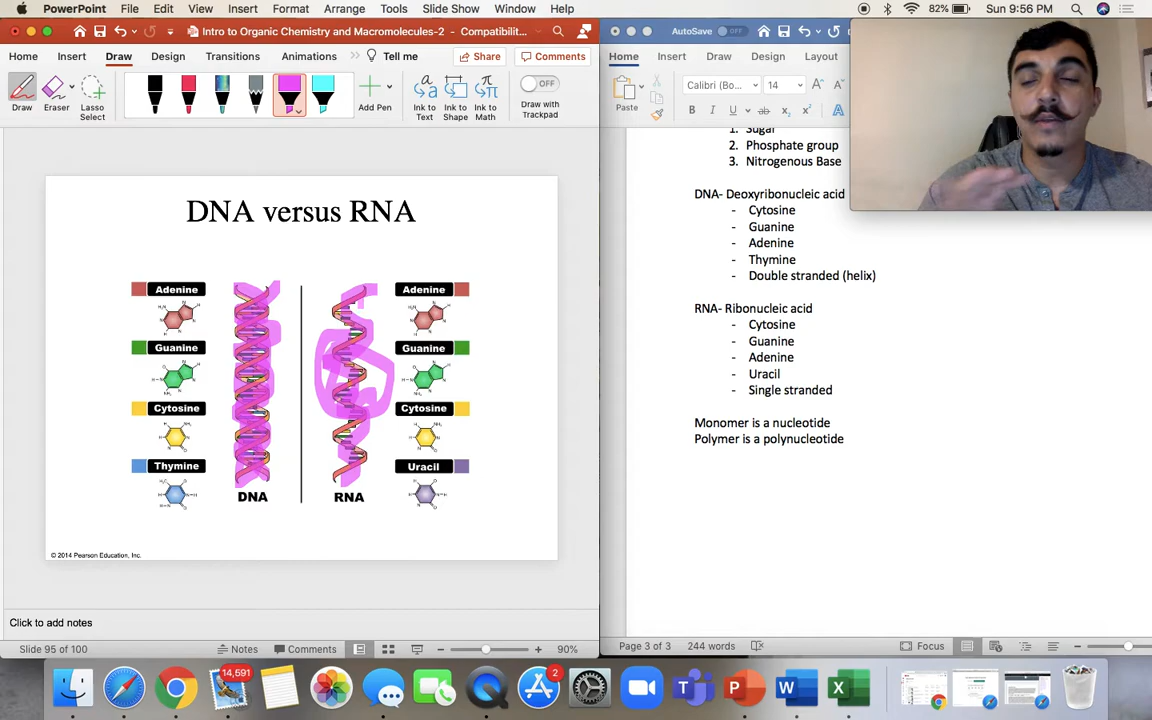 PowerPoint File Edit View Insert Format Arrange Tools Slide Show Window Help
82% Sun 9:56 PM
Intro to Organic Chemistry and Macromolecules-2 - Compatibilit...
AutoSave OFF
Home Insert Draw Design Transitions Animations Tell me Share Comments
Home Insert Draw Design Layout
Draw Eraser Lasso Select Add Pen Ink to Text Ink to Shape Ink to Math OFF Draw with Trackpad
Paste Calibri (Bo... 14
DNA versus RNA
Adenine
Guanine
Cytosine
Thymine
DNA
RNA
Adenine
Guanine
Cytosine
Uracil
© 2014 Pearson Education, Inc.
Click to add notes
Slide 95 of 100 Notes Comments 90%
1. Sugar
2. Phosphate group
3. Nitrogenous Base
DNA- Deoxyribonucleic acid
- Cytosine
- Guanine
- Adenine
- Thymine
- Double stranded (helix)
RNA- Ribonucleic acid
- Cytosine
- Guanine
- Adenine
- Uracil
- Single stranded
Monomer is a nucleotide
Polymer is a polynucleotide
Page 3 of 3 244 words Focus
14,591
2